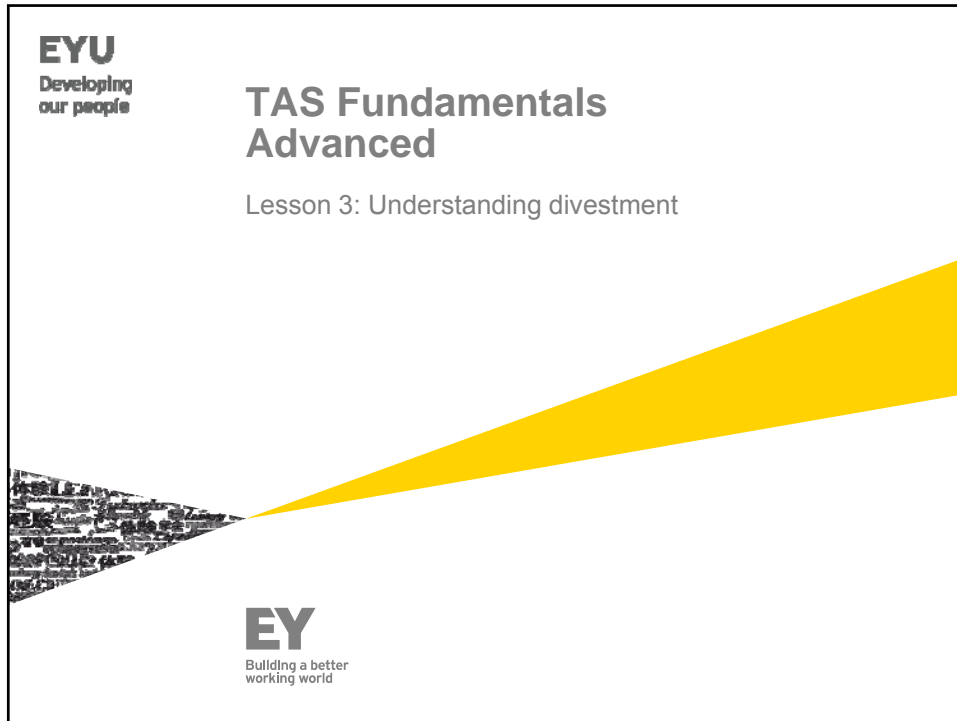 EYU
Developing
our people
TAS Fundamentals
Advanced
Lesson 3: Understanding divestment
EY
Building a better
working world